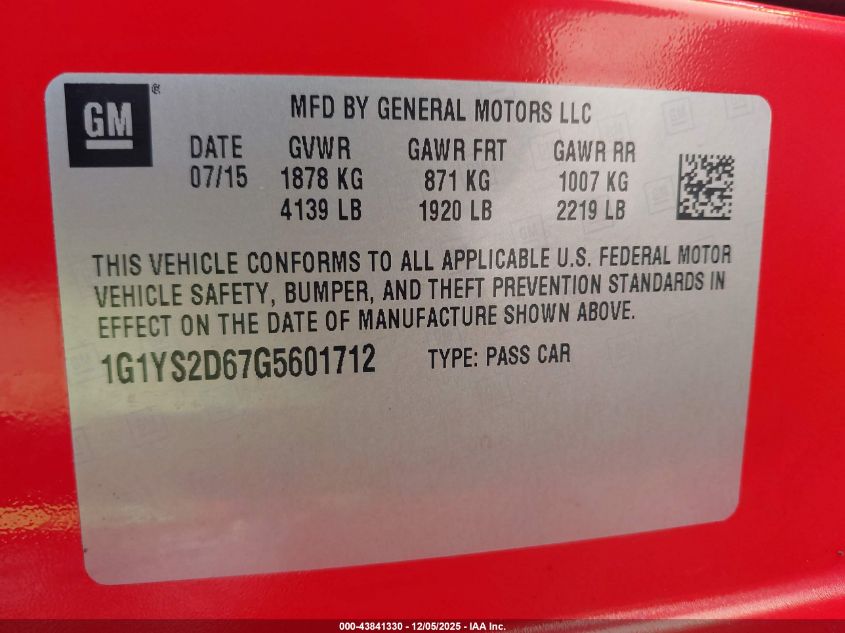 GM®
MFD BY GENERAL MOTORS LLC
DATE GVWR GAWR FRT GAWR RR
07/15 1878 KG 871 KG 1007 KG
4139 LB 1920 LB 2219 LB
THIS VEHICLE CONFORMS TO ALL APPLICABLE U.S. FEDERAL MOTOR
VEHICLE SAFETY, BUMPER, AND THEFT PREVENTION STANDARDS IN
EFFECT ON THE DATE OF MANUFACTURE SHOWN ABOVE.
1G1YS2D67G5601712 TYPE: PASS CAR
000-43841330 - 12/05/2025 - IAA Inc.